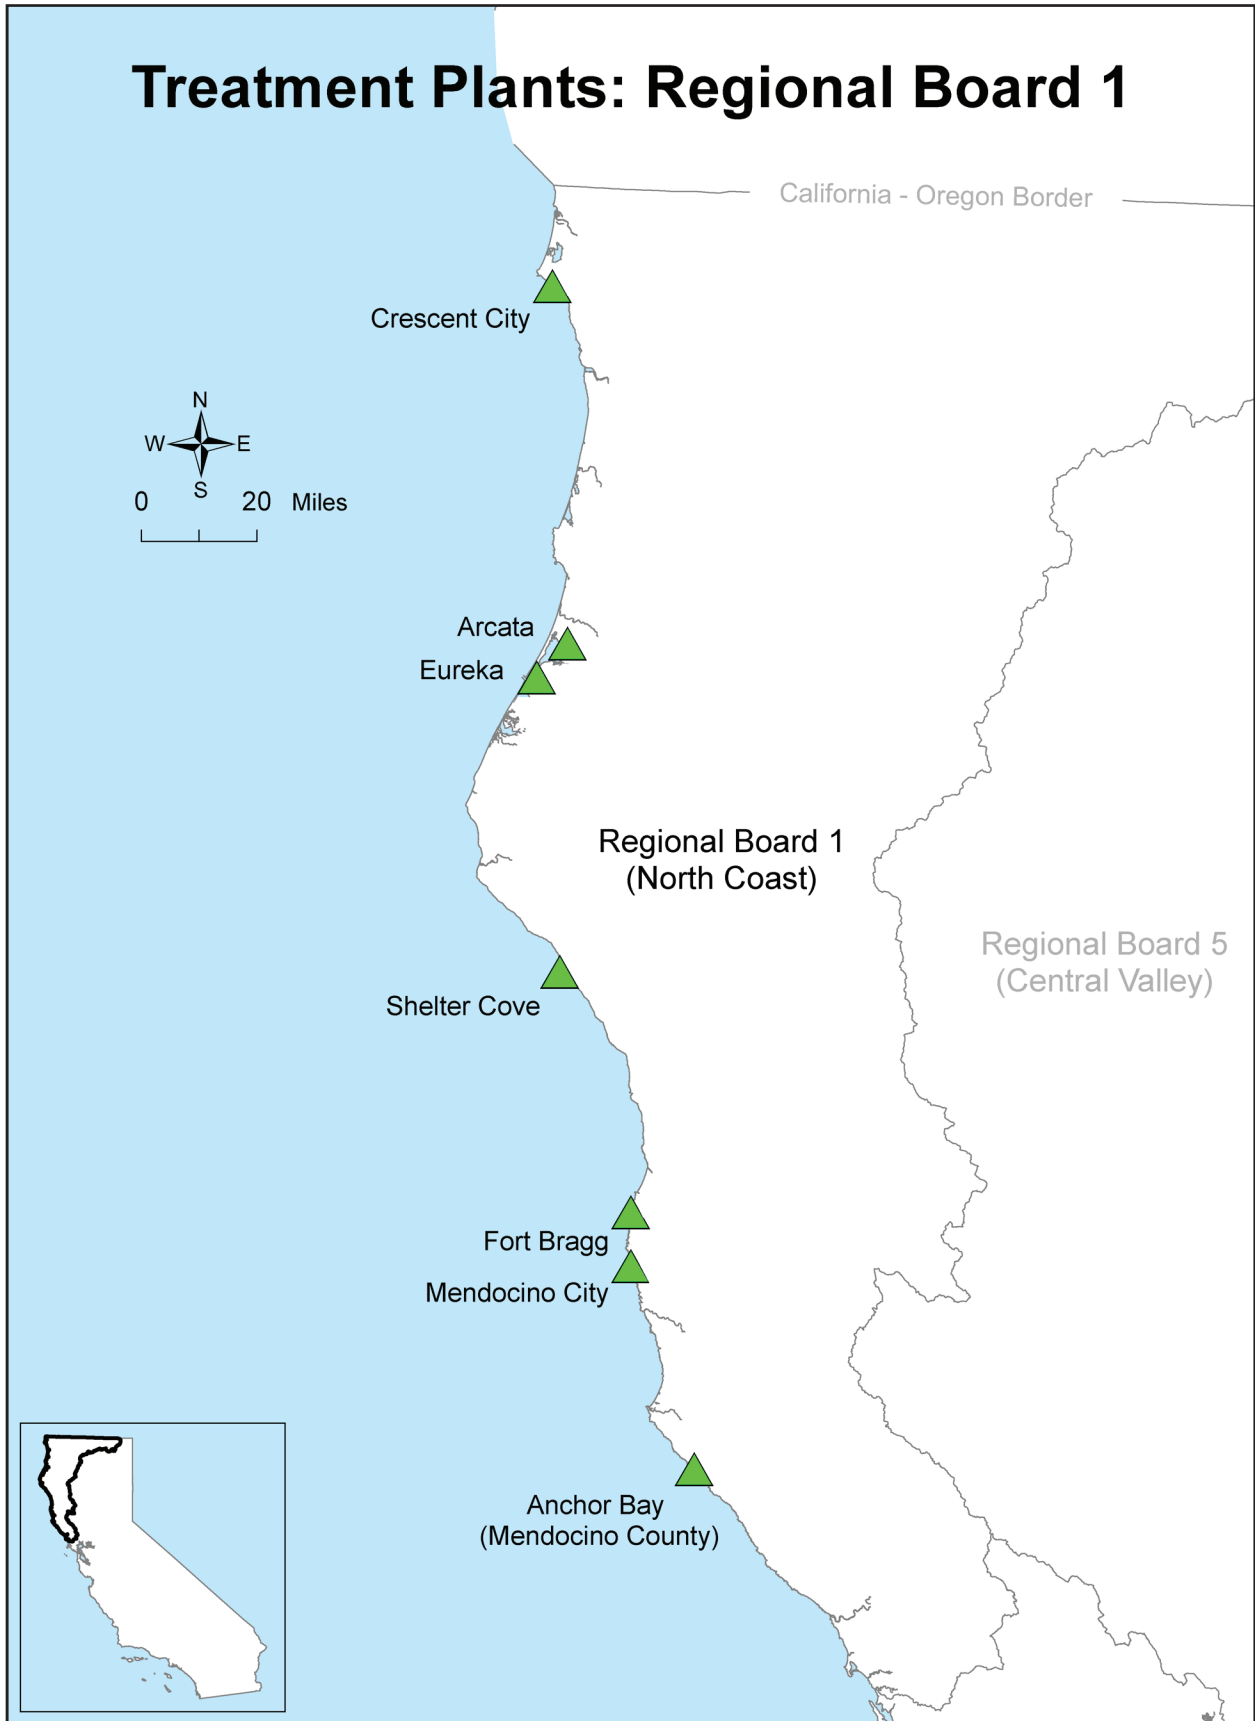 Treatment Plants: Regional Board 1
California - Oregon Border
Crescent City
N
W
E
S
0
20
Miles
Arcata
Eureka
Regional Board 1
(North Coast)
Regional Board 5
(Central Valley)
Shelter Cove
Fort Bragg
Mendocino City
Anchor Bay
(Mendocino County)